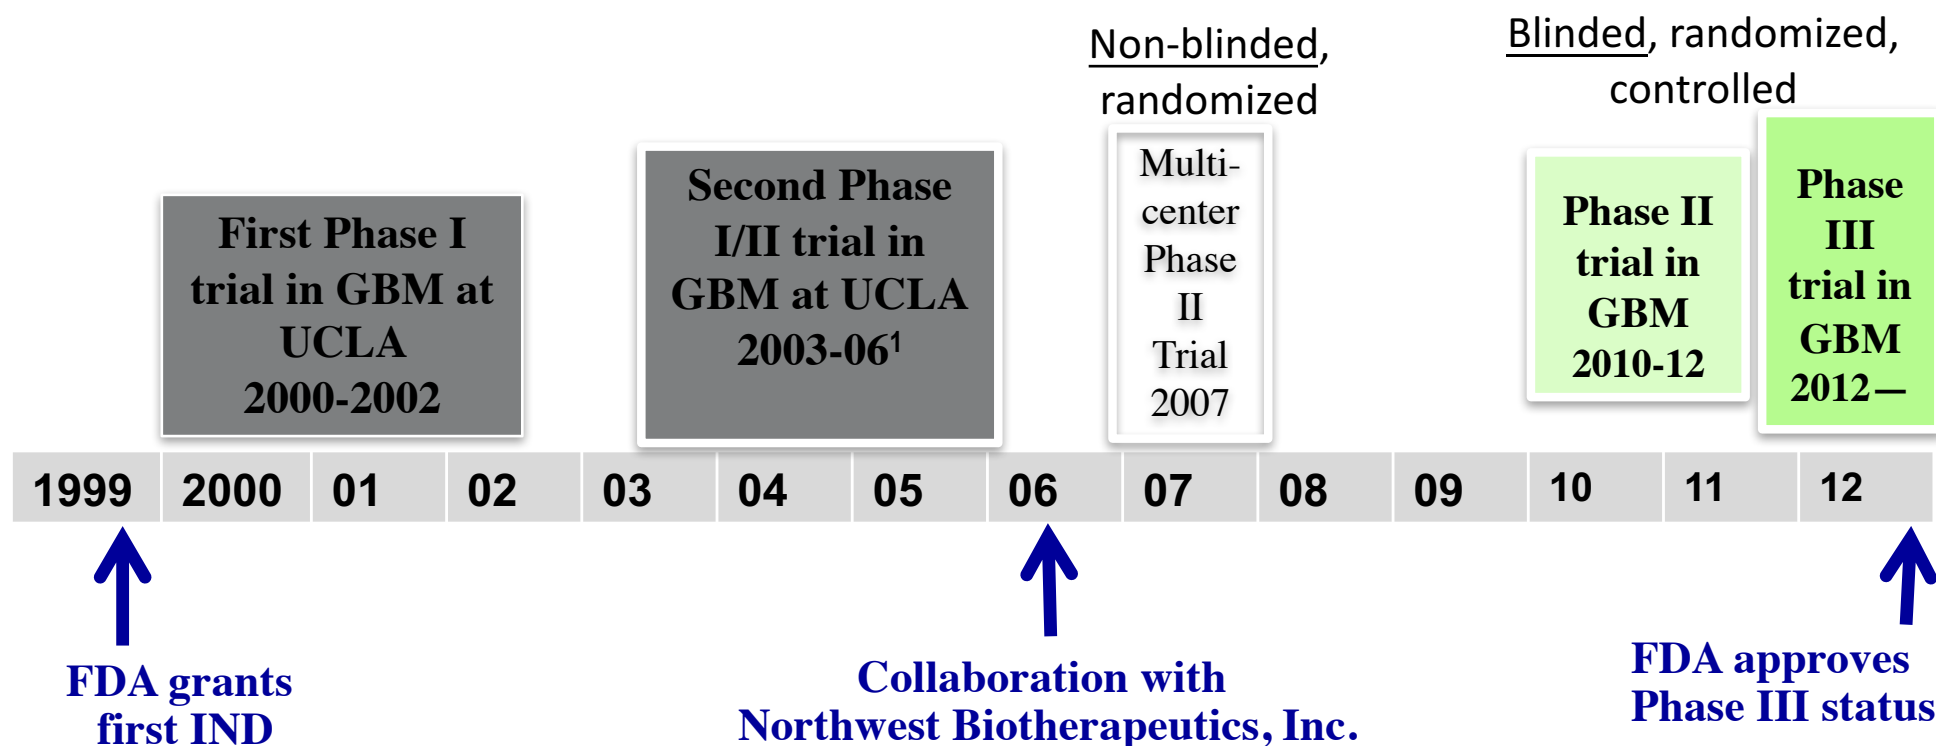 Non-blinded,
randomized
Blinded, randomized,
controlled
First Phase I
trial in GBM at
UCLA
2000-2002
Second Phase
I/II trial in
GBM at UCLA
2003-06¹
Multi-
center
Phase
II
Trial
2007
Phase II
trial in
GBM
2010-12
Phase
III
trial in
GBM
2012—
1999 2000 01 02 03 04 05 06 07 08 09 10 11 12
FDA grants
first IND
Collaboration with
Northwest Biotherapeutics, Inc.
FDA approves
Phase III status